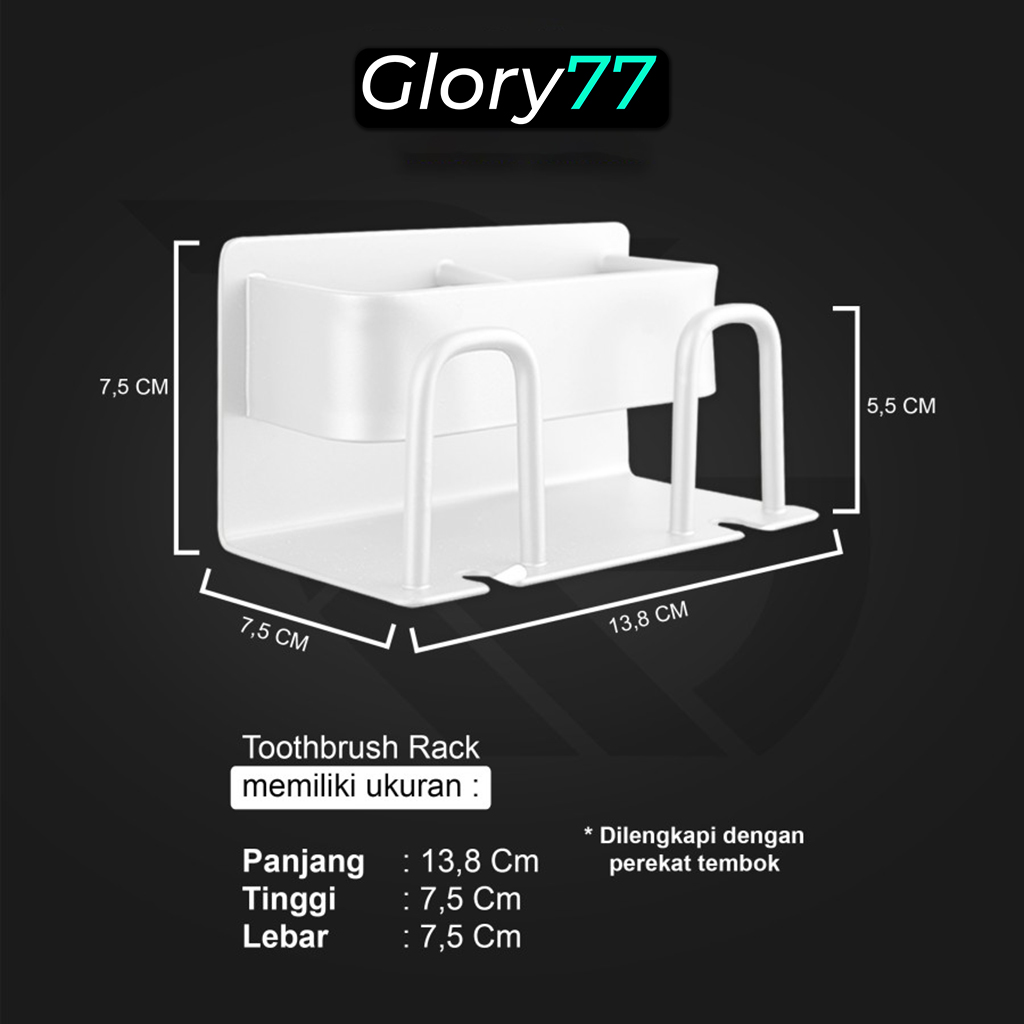 Glory77
7,5 CM
5,5 CM
7,5 CM
13,8 CM
Toothbrush Rack
memiliki ukuran :
Panjang : 13,8 Cm
Tinggi : 7,5 Cm
Lebar : 7,5 Cm
* Dilengkapi dengan
perekat tembok